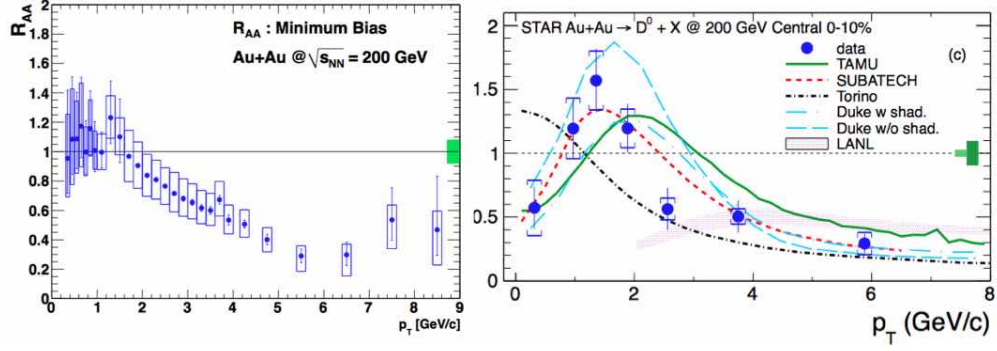 R_AA
R_AA : Minimum Bias
Au+Au @√s_NN = 200 GeV
2
1.8
1.6
1.4
1.2
1
0.8
0.6
0.4
0.2
0
0 1 2 3 4 5 6 7 8 9
p_T [GeV/c]
STAR Au+Au → D⁰ + X @ 200 GeV Central 0-10%
(c)
data
TAMU
SUBATECH
Torino
Duke w shad.
Duke w/o shad.
LANL
2
1.5
1
0.5
0
0 2 4 6 8
p_T (GeV/c)